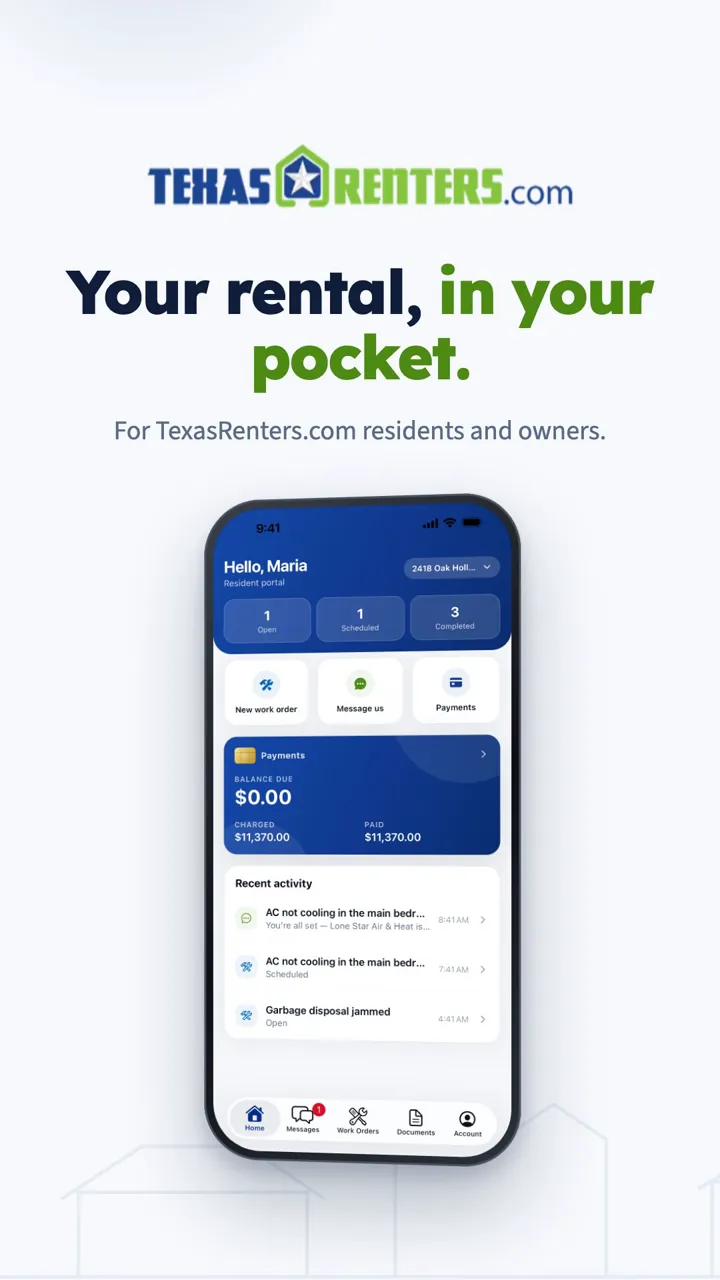 TEXAS RENTERS.com
Your rental, in your
pocket.
For TexasRenters.com residents and owners.
9:41
Hello, Maria
Resident portal
2418 Oak Holl...
1
Open
1
Scheduled
3
Completed
New work order
Message us
Payments
Payments
BALANCE DUE
$0.00
CHARGED
$11,370.00
PAID
$11,370.00
Recent activity
AC not cooling in the main bedr...
8:41 AM
You're all set — Lone Star Air & Heat is...
AC not cooling in the main bedr...
7:41 AM
Scheduled
Garbage disposal jammed
4:41 AM
Open
1
Home
Messages
Work Orders
Documents
Account